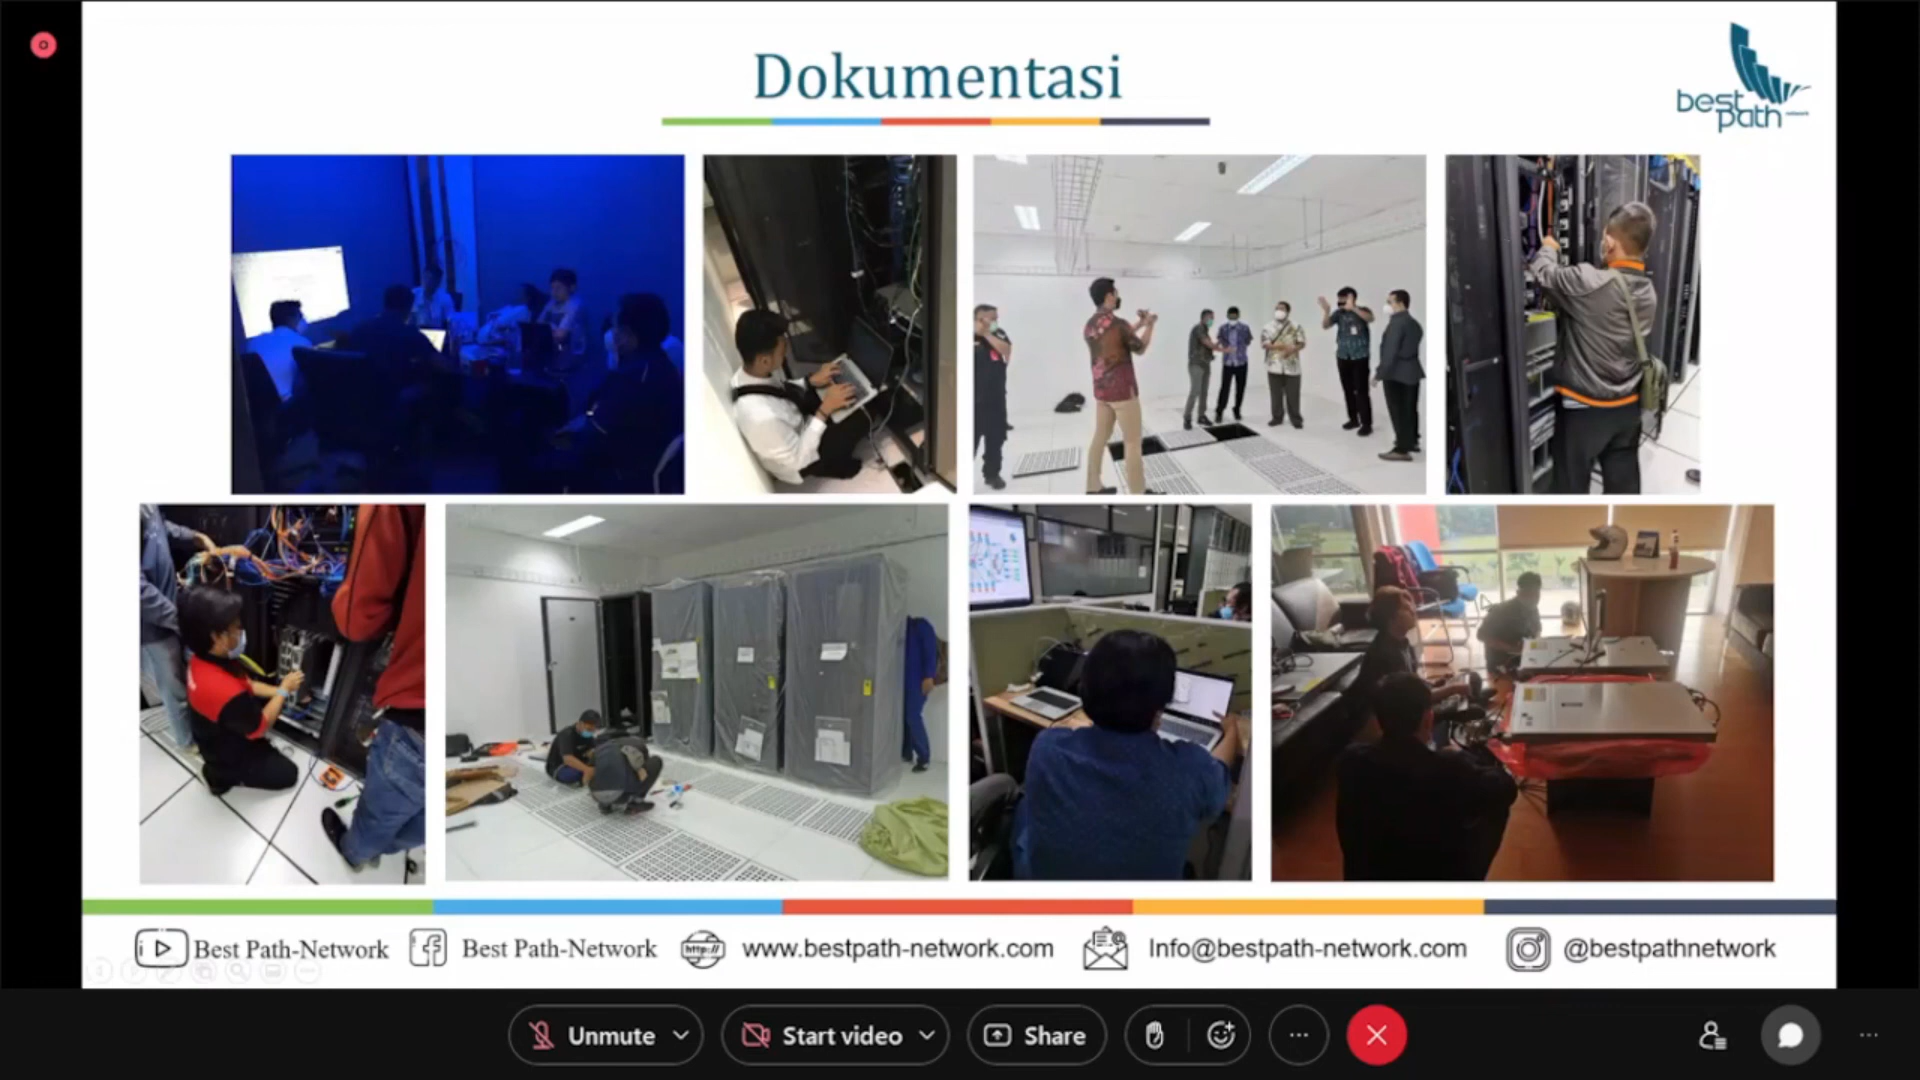 Dokumentasi
best
path
Best Path-Network
Best Path-Network
http://
www.bestpath-network.com
Info@bestpath-network.com
@bestpathnetwork
Unmute
Start video
Share